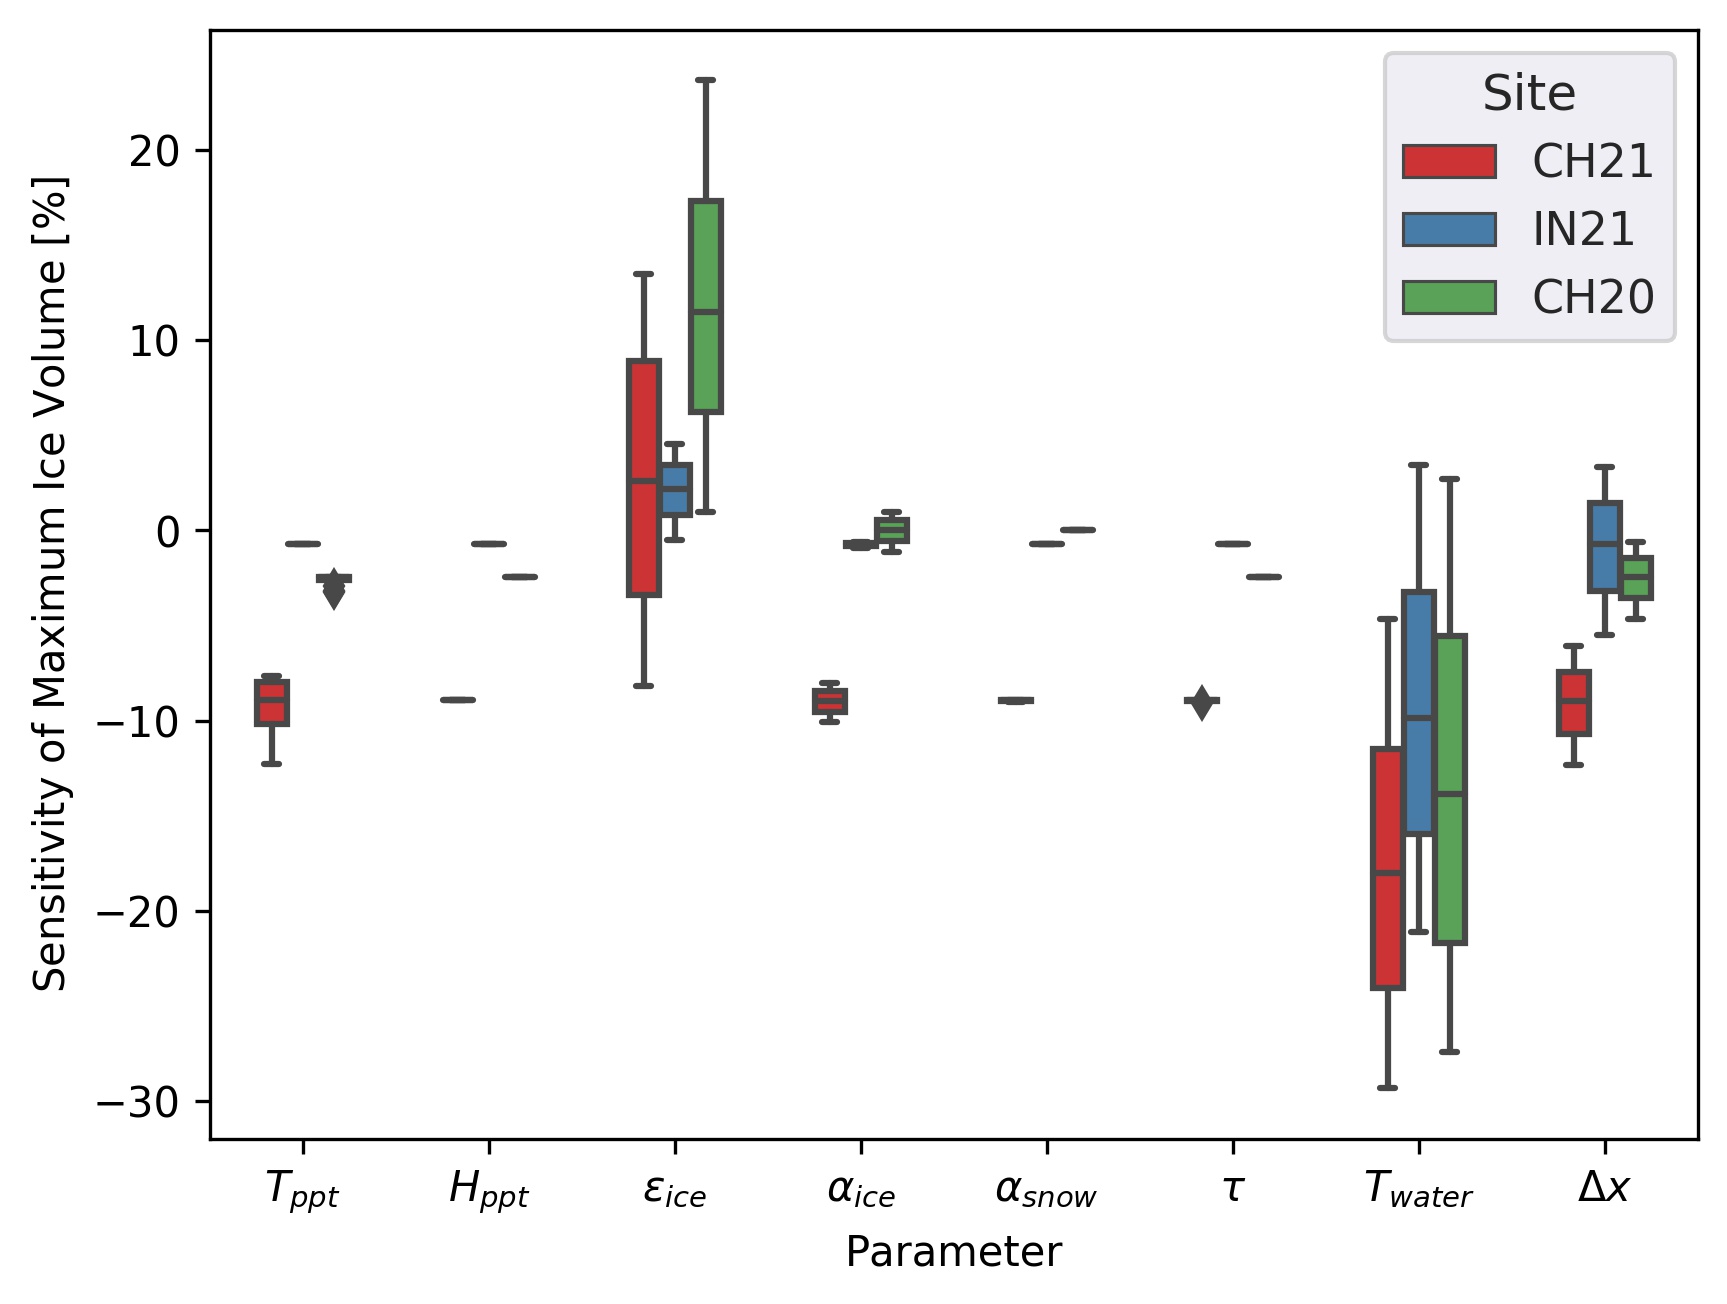 Sensitivity of Maximum Ice Volume [%]
20
10
0
−10
−20
−30
Site
CH21
IN21
CH20
T_ppt H_ppt ε_ice α_ice α_snow τ T_water Δx
Parameter